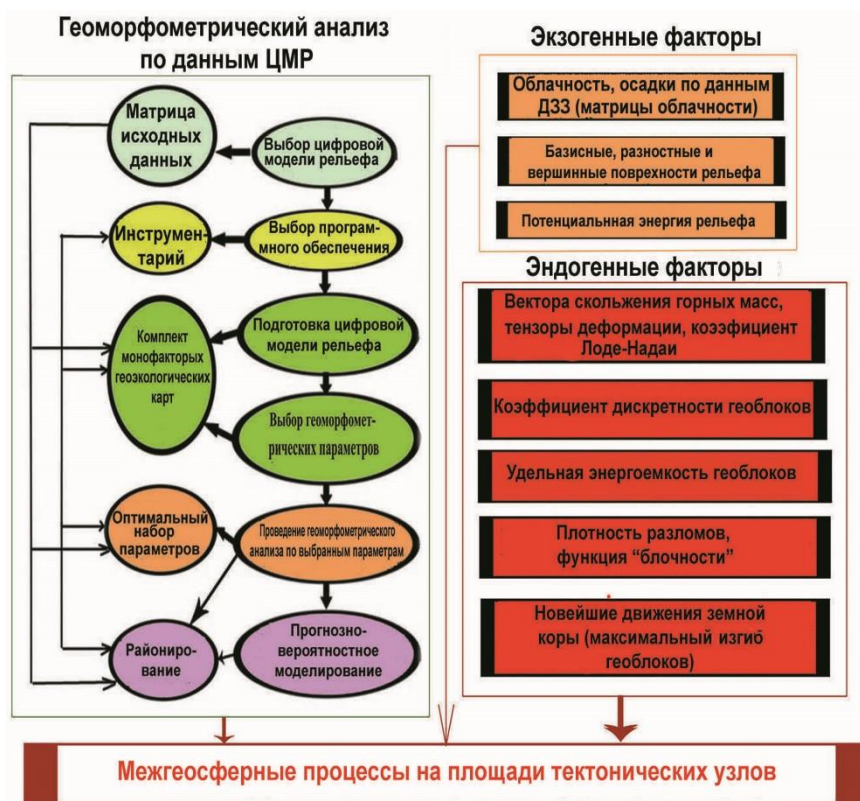 Геоморфометрический анализ
по данным ЦМР
Матрица
исходных
данных
Выбор цифровой
модели рельефа
Инструмен-
тарий
Выбор програм-
много обеспечения
Комплект
монофакторых
геоэкологических
карт
Подготовка цифровой
модели рельефа
Выбор геоморфомет-
рических параметров
Оптимальный
набор
параметров
Проведение геоморфометрического
анализа по выбранным параметрам
Райониро-
вание
Прогнозно-
вероятностное
моделирование
Экзогенные факторы
Облачность, осадки по данным
ДЗЗ (матрицы облачности)
Базисные, разностные и
вершинные поврехности рельефа
Потенциальнная энергия рельефа
Эндогенные факторы
Вектора скольжения горных масс,
тензоры деформации, коээфициент
Лоде-Надаи
Коэффициент дискретности геоблоков
Удельная энергоемкость геоблоков
Плотность разломов,
функция “блочности”
Новейшие движения земной
коры (максимальный изгиб
геоблоков)
Межгеосферные процессы на площади тектонических узлов